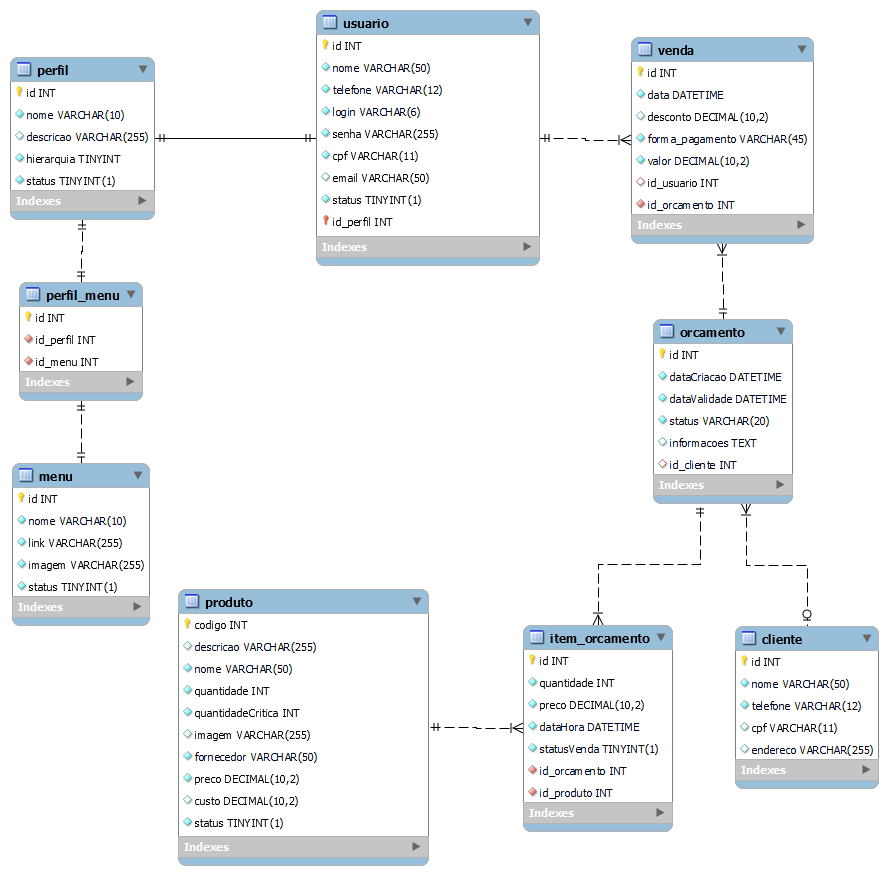 usuario
id INT
nome VARCHAR(50)
telefone VARCHAR(12)
login VARCHAR(6)
senha VARCHAR(255)
cpf VARCHAR(11)
email VARCHAR(50)
status TINYINT(1)
id_perfil INT
Indexes
venda
id INT
data DATETIME
desconto DECIMAL(10,2)
forma_pagamento VARCHAR(45)
valor DECIMAL(10,2)
id_usuario INT
id_orcamento INT
Indexes
perfil
id INT
nome VARCHAR(10)
descricao VARCHAR(255)
hierarquia TINYINT
status TINYINT(1)
Indexes
perfil_menu
id INT
id_perfil INT
id_menu INT
Indexes
orcamento
id INT
dataCriacao DATETIME
dataValidade DATETIME
status VARCHAR(20)
informacoes TEXT
id_cliente INT
Indexes
menu
id INT
nome VARCHAR(10)
link VARCHAR(255)
imagem VARCHAR(255)
status TINYINT(1)
Indexes
produto
codigo INT
descricao VARCHAR(255)
nome VARCHAR(50)
quantidade INT
quantidadeCritica INT
imagem VARCHAR(255)
fornecedor VARCHAR(50)
preco DECIMAL(10,2)
custo DECIMAL(10,2)
status TINYINT(1)
Indexes
item_orcamento
id INT
quantidade INT
preco DECIMAL(10,2)
dataHora DATETIME
statusVenda TINYINT(1)
id_orcamento INT
id_produto INT
Indexes
cliente
id INT
nome VARCHAR(50)
telefone VARCHAR(12)
cpf VARCHAR(11)
endereco VARCHAR(255)
Indexes